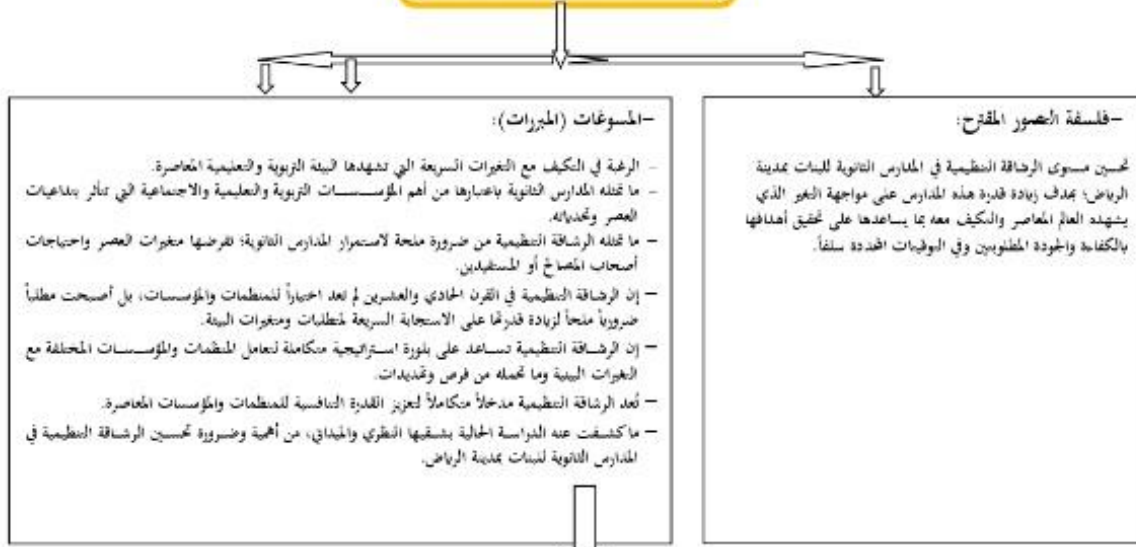 -فلسفة التصور المقترح:
تحسين مستوى الرشاقة التنظيمية في المدارس الثانوية للبنات بمدينة
الرياض؛ بهدف زيادة قدرة هذه المدارس على مواجهة التغير الذي
يشهده العالم المعاصر والتكيف معه بما يساعدها على تحقيق أهدافها
بالكفاءة والجودة المطلوبين وفي التوقيتات المحددة سلفاً.
-المسوغات (المبررات):
- الرغبة في التكيف مع التغيرات السريعة التي تشهدها البيئة التربوية والتعليمية المعاصرة.
- ما تمثله المدارس الثانوية باعتبارها من أهم المؤسسات التربوية والتعليمية والاجتماعية التي تتأثر بتداعيات
العصر وتحدياته.
- ما تمثله الرشاقة التنظيمية من ضرورة ملحة لاستمرار المدارس الثانوية؛ تفرضها متغيرات العصر واحتياجات
أصحاب المصالح أو المستفيدين.
– إن الرشاقة التنظيمية في القرن الحادي والعشرين لم تعد اختياراً للمنظمات والمؤسسات، بل أصبحت مطلباً
ضرورياً ملحاً لزيادة قدرتها على الاستجابة السريعة لمتطلبات ومتغيرات البيئة.
– إن الرشاقة التنظيمية تساعد على بلورة استراتيجية متكاملة لتعامل المنظمات والمؤسسات المختلفة مع
التغيرات البيئية وما تحمله من فرص وتهديدات.
– تُعد الرشاقة التنظيمية مدخلاً متكاملاً لتعزيز القدرة التنافسية للمنظمات والمؤسسات المعاصرة.
– ما كشفت عنه الدراسة الحالية بشقيها النظري والميداني، من أهمية وضرورة تحسين الرشاقة التنظيمية في
المدارس الثانوية للبنات بمدينة الرياض.